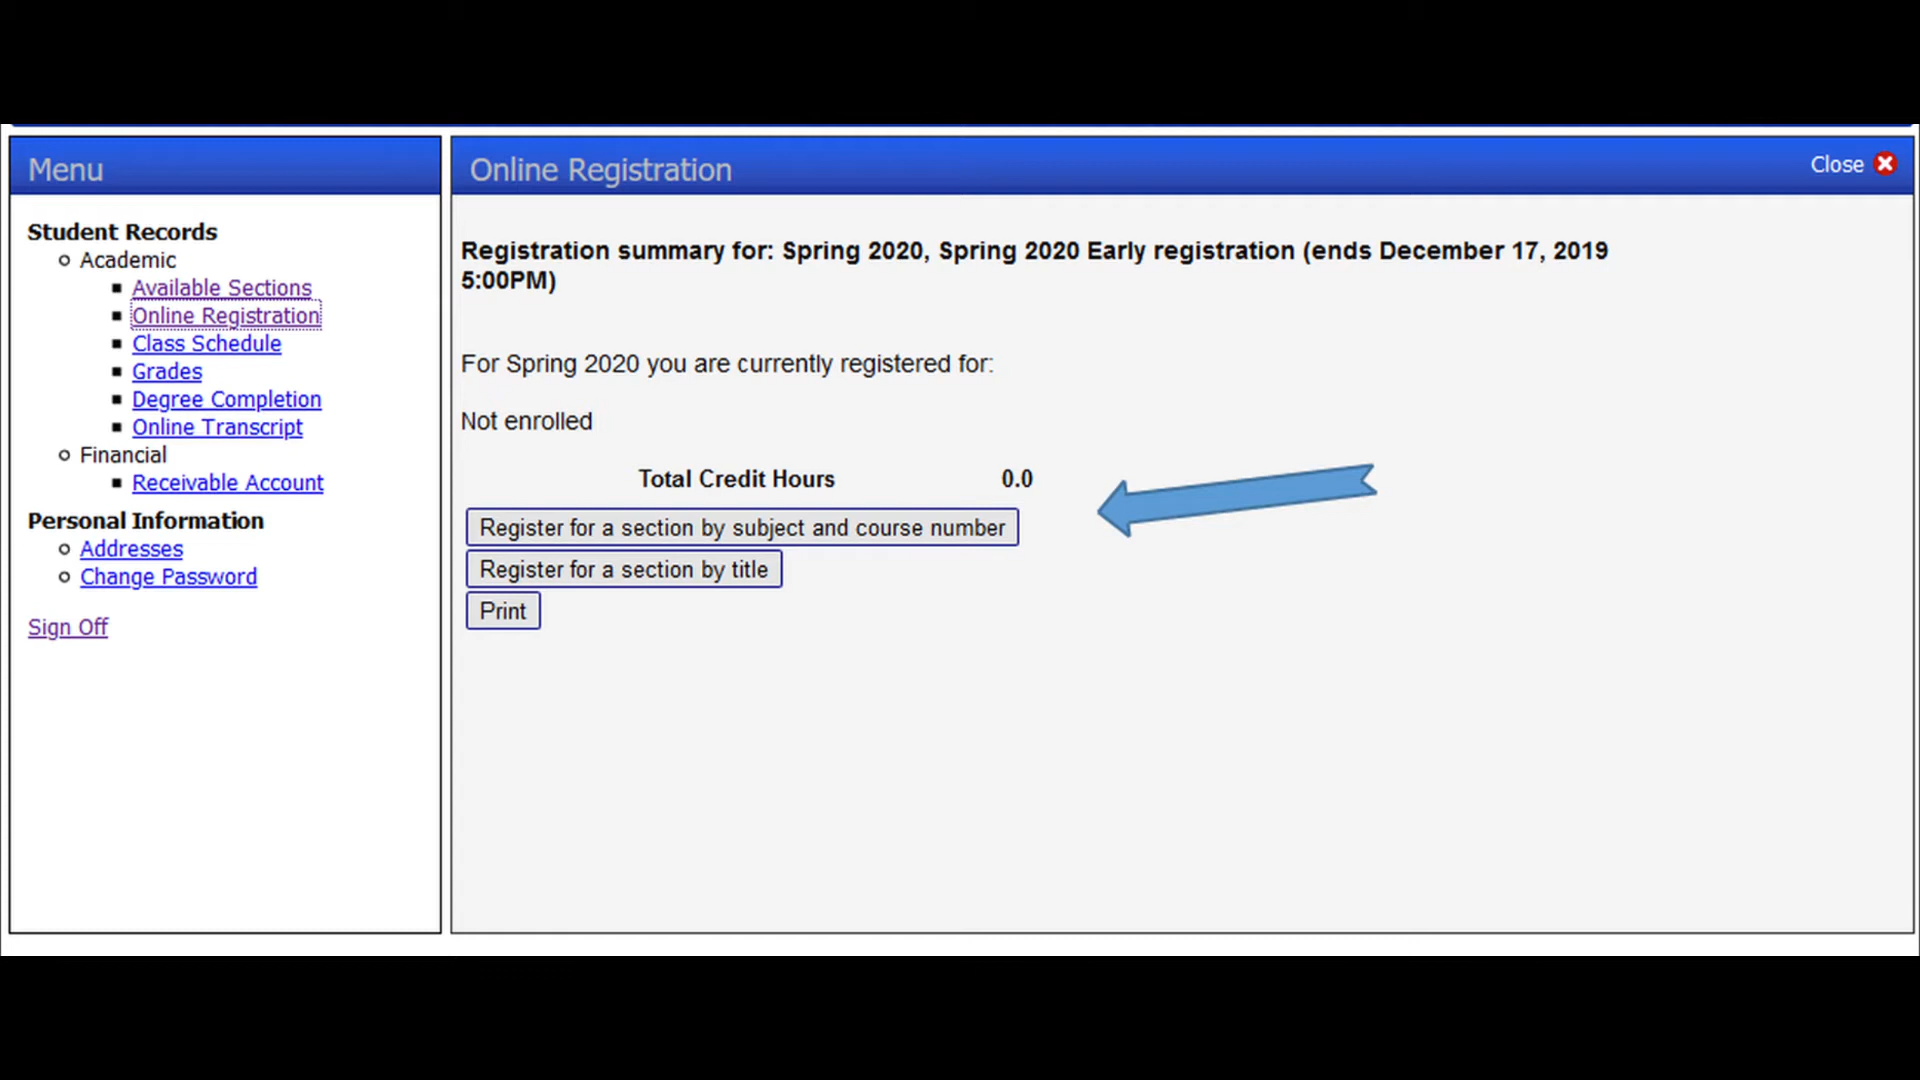 Menu
Student Records
Academic
Available Sections
Online Registration
Class Schedule
Grades
Degree Completion
Online Transcript
Financial
Receivable Account
Personal Information
Addresses
Change Password
Sign Off
Online Registration
Close
Registration summary for: Spring 2020, Spring 2020 Early registration (ends December 17, 2019
5:00PM)
For Spring 2020 you are currently registered for:
Not enrolled
Total Credit Hours 0.0
Register for a section by subject and course number
Register for a section by title
Print